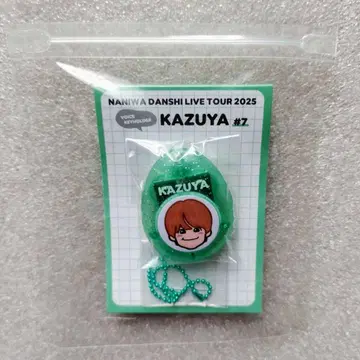 NANIWA DANSHI LIVE TOUR 2025
VOICE
KEYHOLDER
KAZUYA #7
KAZUYA